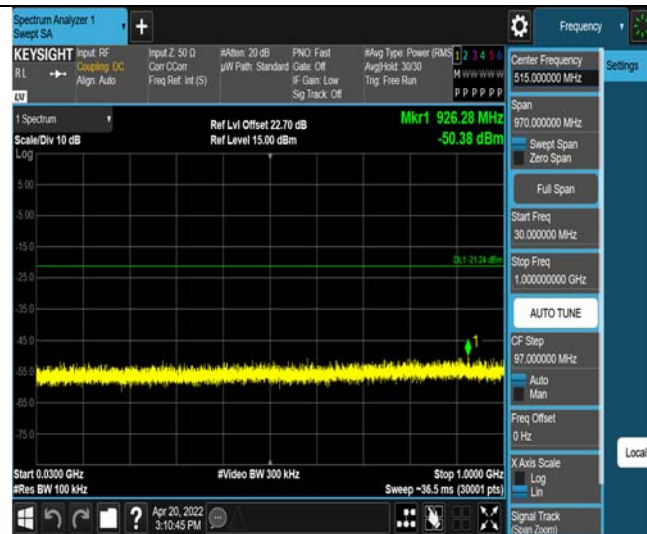 Spectrum Analyzer 1
Swept SA
+
Frequency
KEYSIGHT
RL
Input: RF
Coupling: DC
Align: Auto
Input Z: 50 Ω
Corr CCorr
Freq Ref: Int (S)
#Atten: 20 dB
µW Path: Standard
PNO: Fast
Gate: Off
IF Gain: Low
Sig Track: Off
#Avg Type: Power (RMS
Avg|Hold: 30/30
Trig: Free Run
1 2 3 4 5 6
M W W W W W
P P P P P P
LXI
1 Spectrum
Scale/Div 10 dB
Log
Ref Lvl Offset 22.70 dB
Ref Level 15.00 dBm
Mkr1 926.28 MHz
-50.38 dBm
5.00
-5.00
-15.0
-25.0
-35.0
-45.0
-55.0
-65.0
-75.0
DL1 -21.24 dBm
1
Start 0.0300 GHz
#Res BW 100 kHz
#Video BW 300 kHz
Stop 1.0000 GHz
Sweep ~36.5 ms (30001 pts)
?
Apr 20, 2022
3:10:45 PM
Center Frequency
515.000000 MHz
Settings
Span
970.000000 MHz
Swept Span
Zero Span
Full Span
Start Freq
30.000000 MHz
Stop Freq
1.000000000 GHz
AUTO TUNE
CF Step
97.000000 MHz
Auto
Man
Freq Offset
0 Hz
Local
X Axis Scale
Log
Lin
Signal Track
(Span Zoom)